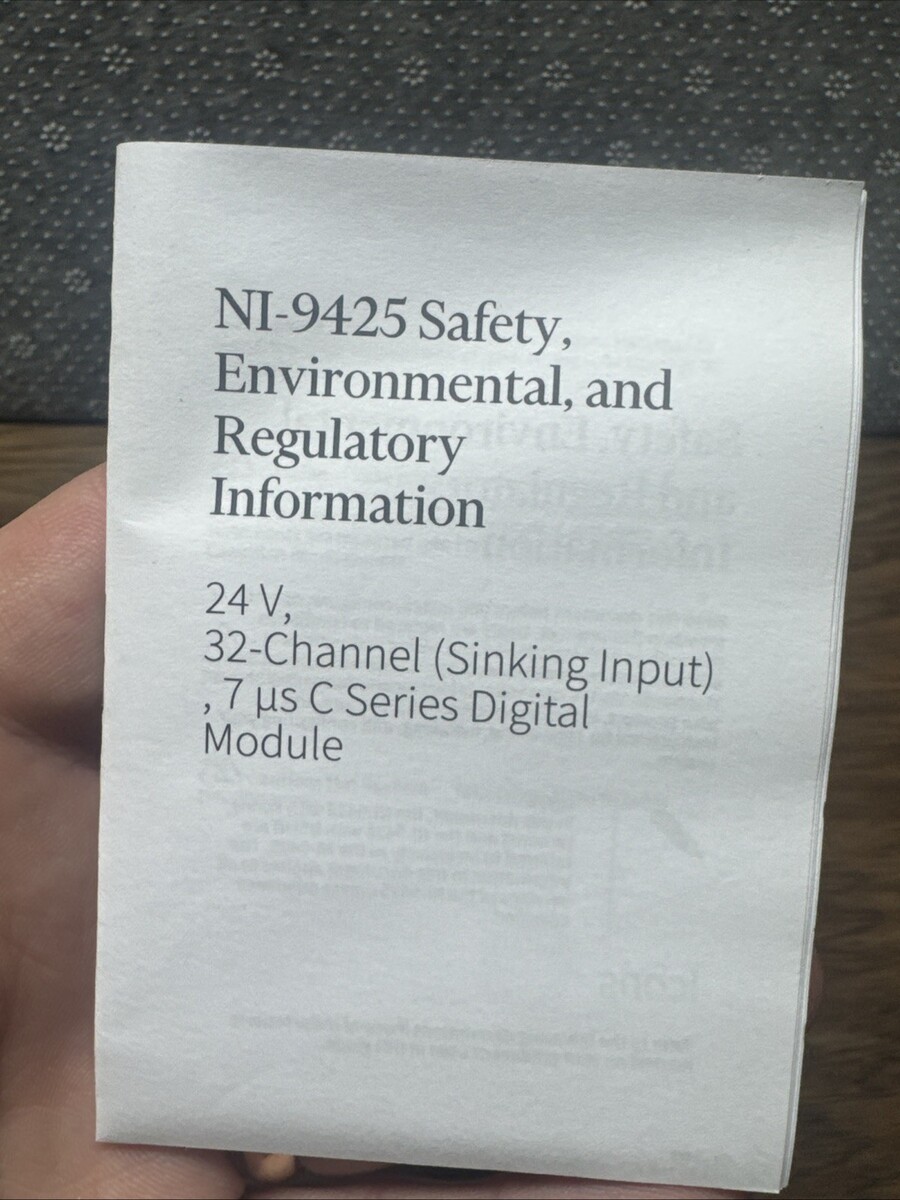 NI-9425 Safety,
Environmental, and
Regulatory
Information
24 V,
32-Channel (Sinking Input)
, 7 µs C Series Digital
Module